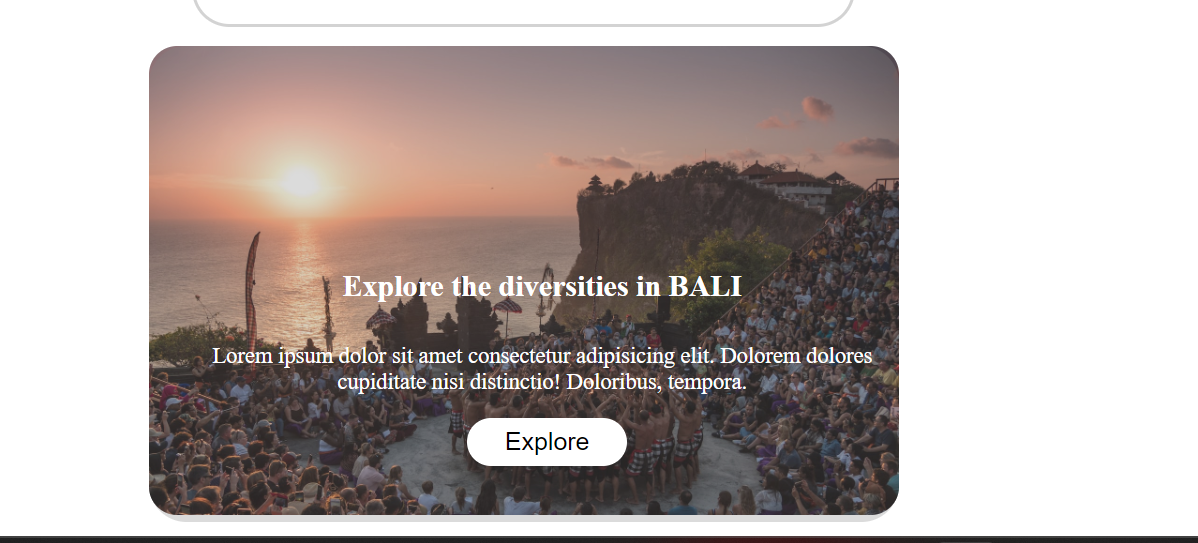 Explore the diversities in BALI
Lorem ipsum dolor sit amet consectetur adipisicing elit. Dolorem dolores
cupiditate nisi distinctio! Doloribus, tempora.
Explore